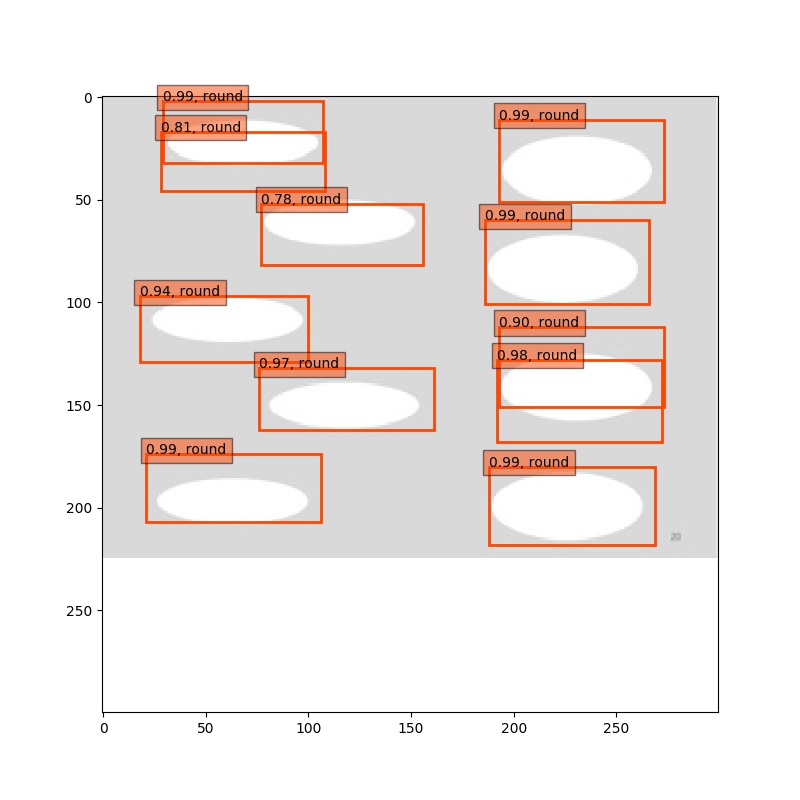 0.99, round
0.81, round
0.99, round
0.78, round
0.99, round
0.94, round
0.90, round
0.98, round
0.97, round
0.99, round
0.99, round
0
50
100
150
200
250
0
50
100
150
200
250